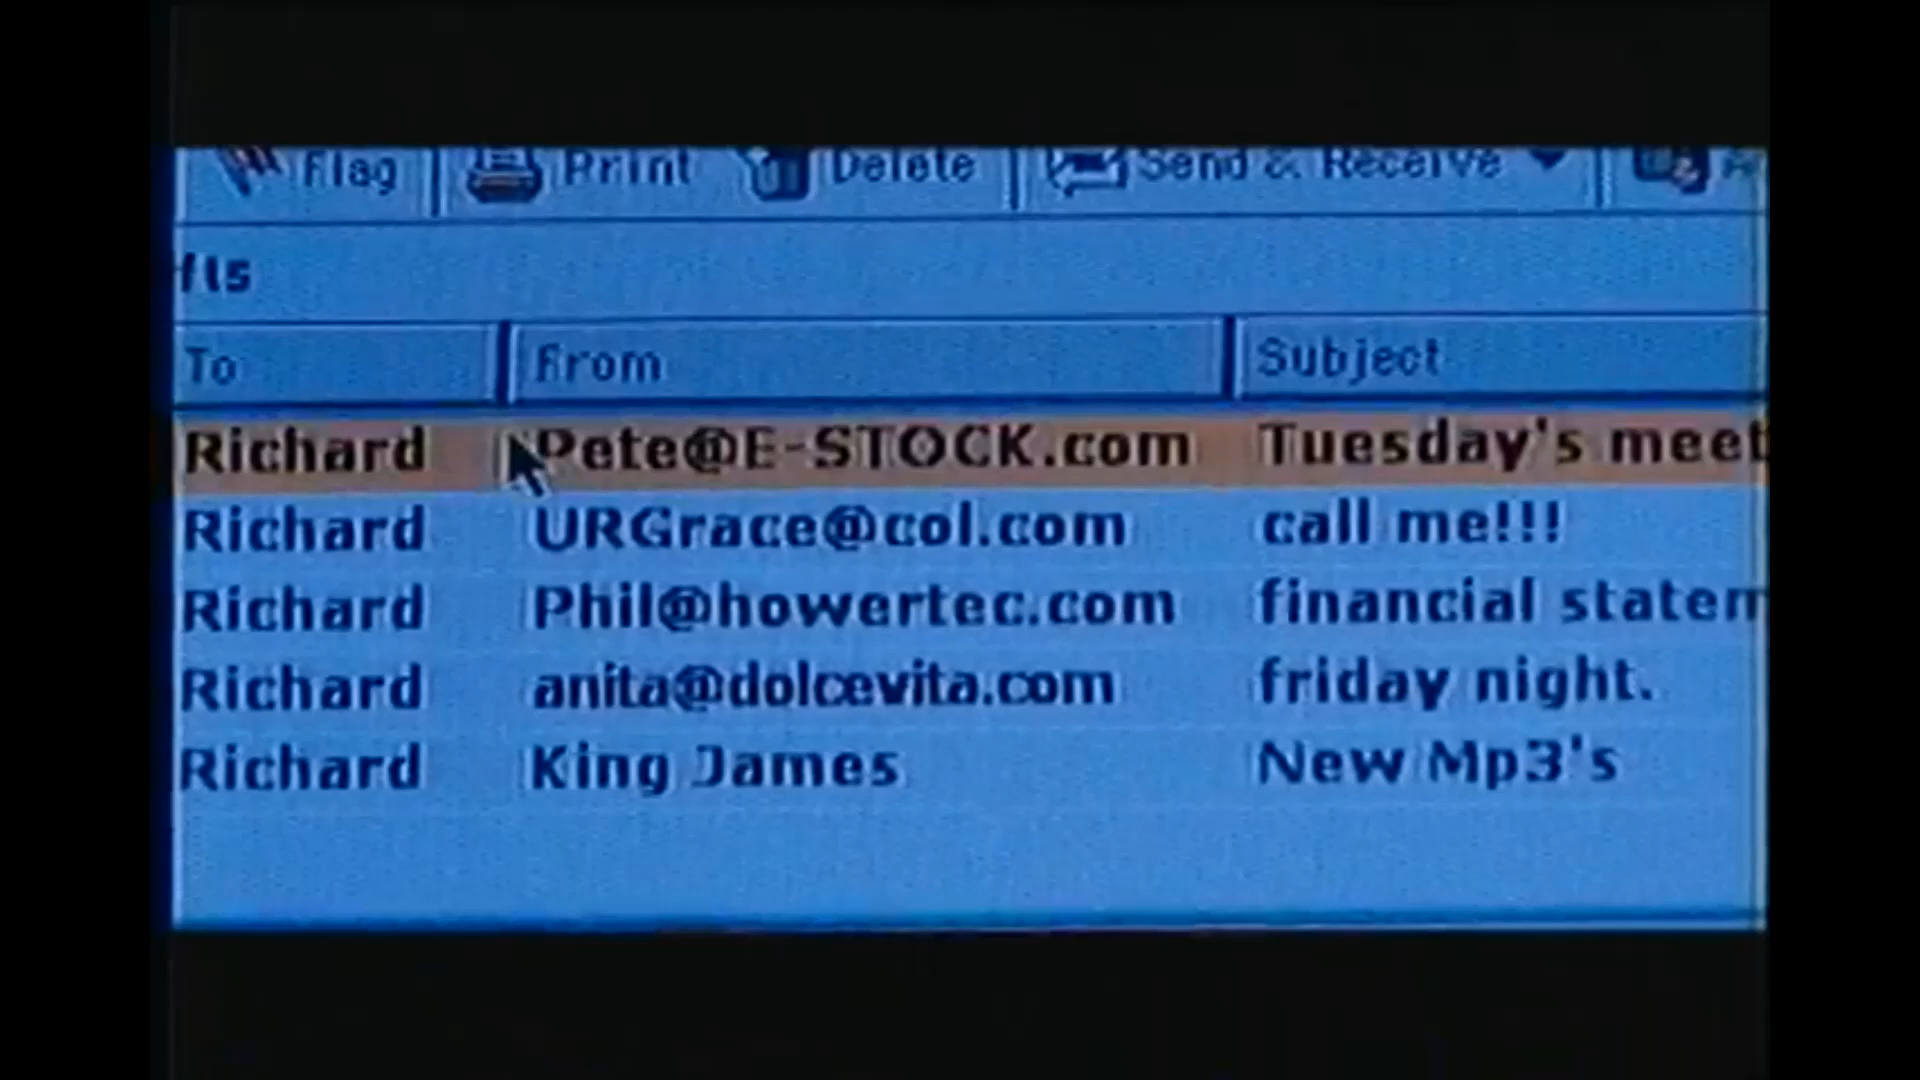 Flag Print Delete Send & Receive
fts
To From Subject
Richard Pete@E-STOCK.com Tuesday's meet
Richard URGrace@col.com call me!!!
Richard Phil@howertec.com financial statem
Richard anita@dolcevita.com friday night.
Richard King James New Mp3's